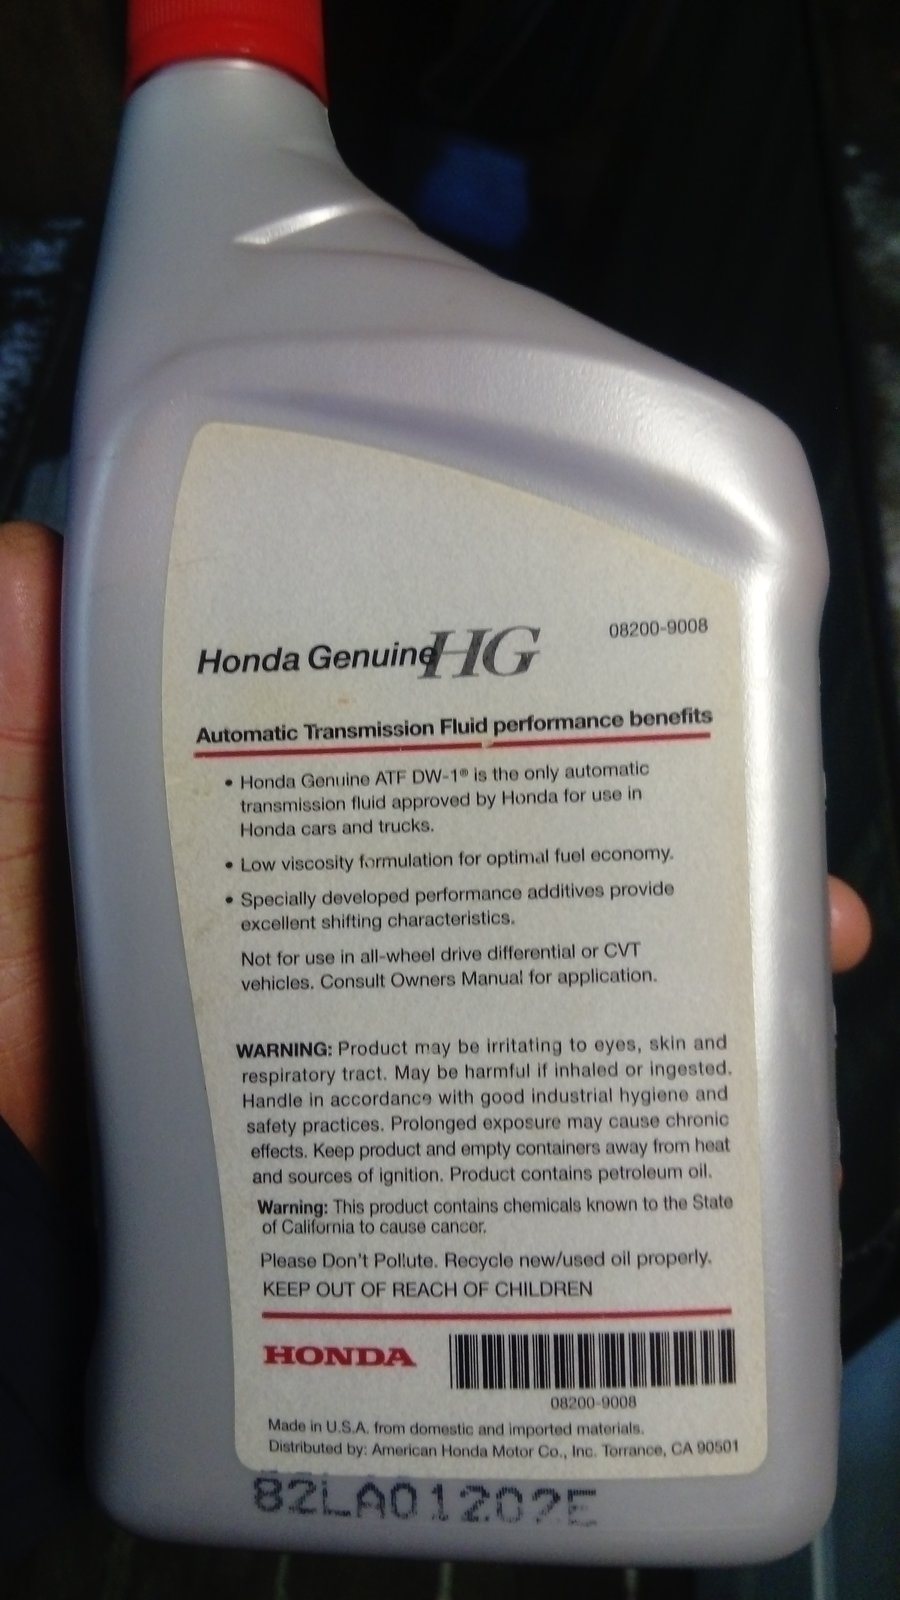 Honda Genuine HG 08200-9008
Automatic Transmission Fluid performance benefits
• Honda Genuine ATF DW-1® is the only automatic
transmission fluid approved by Honda for use in
Honda cars and trucks.
• Low viscosity formulation for optimal fuel economy.
• Specially developed performance additives provide
excellent shifting characteristics.
Not for use in all-wheel drive differential or CVT
vehicles. Consult Owners Manual for application.
WARNING: Product may be irritating to eyes, skin and
respiratory tract. May be harmful if inhaled or ingested.
Handle in accordance with good industrial hygiene and
safety practices. Prolonged exposure may cause chronic
effects. Keep product and empty containers away from heat
and sources of ignition. Product contains petroleum oil.
Warning: This product contains chemicals known to the State
of California to cause cancer.
Please Don't Pollute. Recycle new/used oil properly.
KEEP OUT OF REACH OF CHILDREN
HONDA
08200-9008
Made in U.S.A. from domestic and imported materials.
Distributed by: American Honda Motor Co., Inc. Torrance, CA 90501
82LA01202E